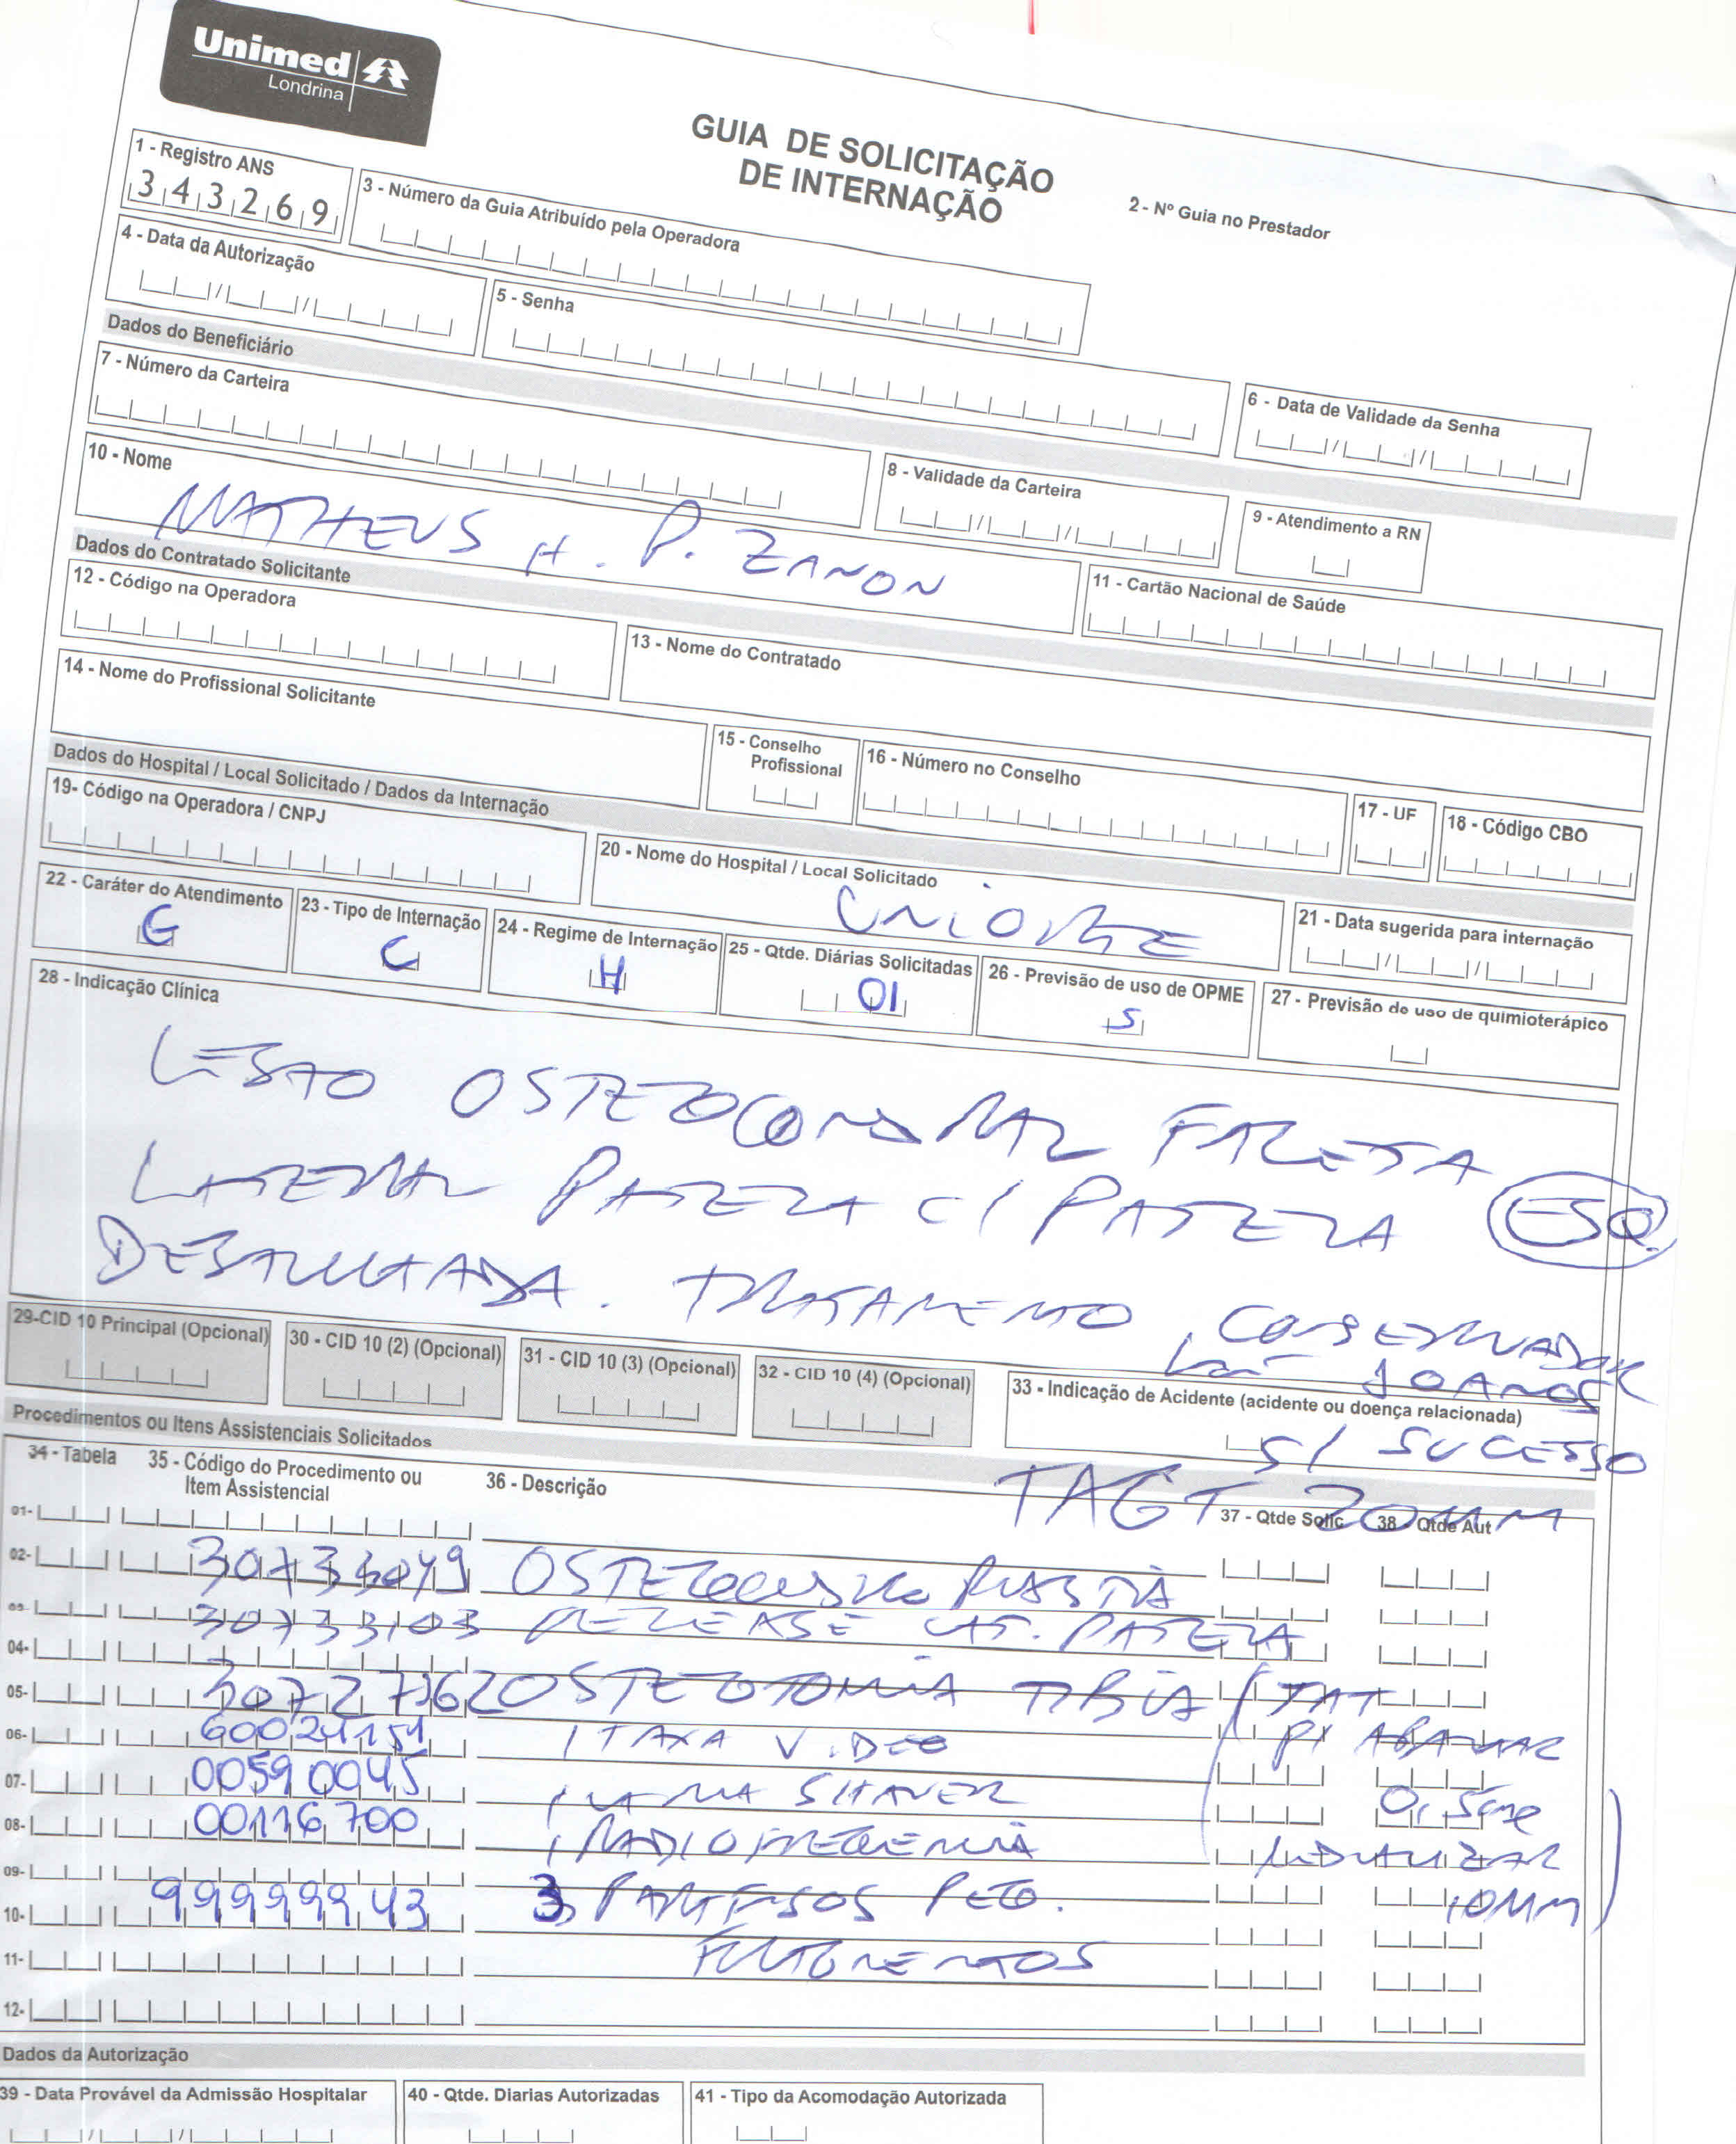 Unimed
Londrina
GUIA DE SOLICITAÇÃO
DE INTERNAÇÃO
2 - Nº Guia no Prestador
1 - Registro ANS
343269
3 - Número da Guia Atribuído pela Operadora
4 - Data da Autorização
5 - Senha
6 - Data de Validade da Senha
Dados do Beneficiário
7 - Número da Carteira
8 - Validade da Carteira
9 - Atendimento a RN
10 - Nome
MATHEUS H. P. ZANON
11 - Cartão Nacional de Saúde
Dados do Contratado Solicitante
12 - Código na Operadora
13 - Nome do Contratado
14 - Nome do Profissional Solicitante
15 - Conselho Profissional
16 - Número no Conselho
17 - UF
18 - Código CBO
Dados do Hospital / Local Solicitado / Dados da Internação
19- Código na Operadora / CNPJ
20 - Nome do Hospital / Local Solicitado
21 - Data sugerida para internação
22 - Caráter do Atendimento
23 - Tipo de Internação
C
24 - Regime de Internação
H
25 - Qtde. Diárias Solicitadas
01
26 - Previsão de uso de OPME
S
27 - Previsão de uso de quimioterápico
28 - Indicação Clínica
LESÃO OSTEOCONDRAL FACETA
LATERAL PATELA C/ PATELA ESQ.
TRATAMENTO CONSERVADOR
10 ANOS
S/ SUCESSO
TAGT 20MM
29-CID 10 Principal (Opcional)
30 - CID 10 (2) (Opcional)
31 - CID 10 (3) (Opcional)
32 - CID 10 (4) (Opcional)
33 - Indicação de Acidente (acidente ou doença relacionada)
Procedimentos ou Itens Assistenciais Solicitados
34 - Tabela
35 - Código do Procedimento ou Item Assistencial
36 - Descrição
37 - Qtde Solic
38 - Qtde Aut
01-
02- 30733049
03- 30733103 RELEASE LAT. PATELA
04-
05- 30727162 OSTEOTOMIA TIBIA (TAT
06- 1 TAXA VIDEO P/
07- 00590045 1 LAMINA SHAVER
08- 00116700 1 RADIOFREQUENCIA
09-
10- 99999943 3 PARAFUSOS PEQ. 10MM)
11- FRAGMENTOS
12-
Dados da Autorização
39 - Data Provável da Admissão Hospitalar
40 - Qtde. Diarias Autorizadas
41 - Tipo da Acomodação Autorizada